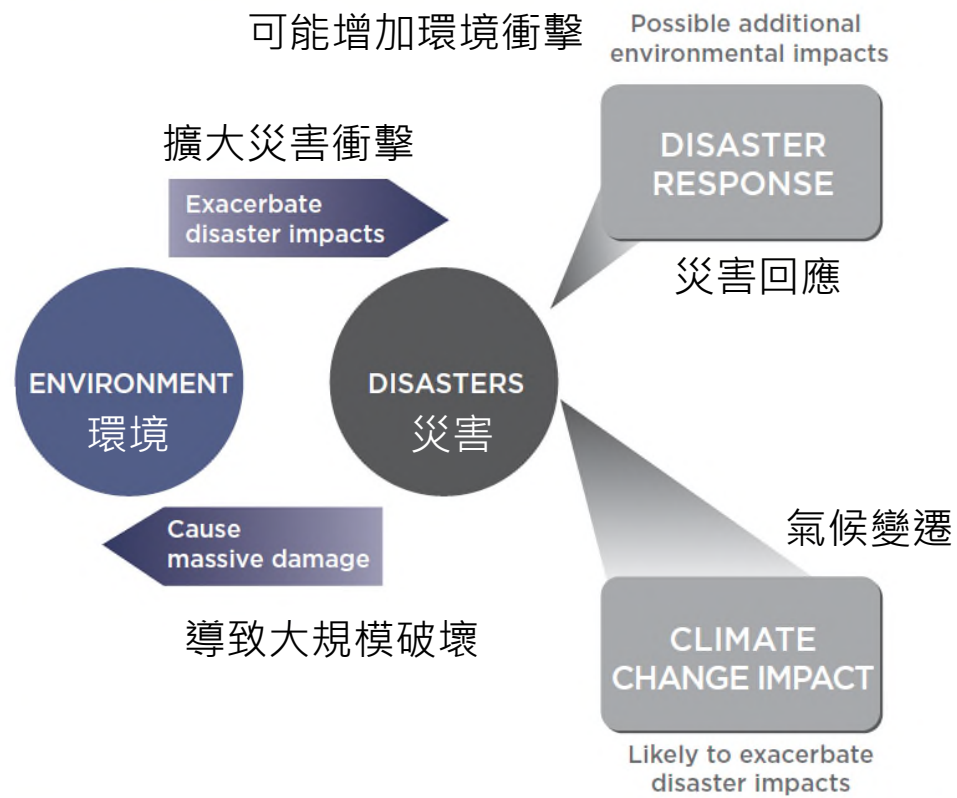 可能增加環境衝擊
Possible additional
environmental impacts
DISASTER
RESPONSE
災害回應
擴大災害衝擊
Exacerbate
disaster impacts
ENVIRONMENT
環境
DISASTERS
災害
Cause
massive damage
導致大規模破壞
氣候變遷
CLIMATE
CHANGE IMPACT
Likely to exacerbate
disaster impacts